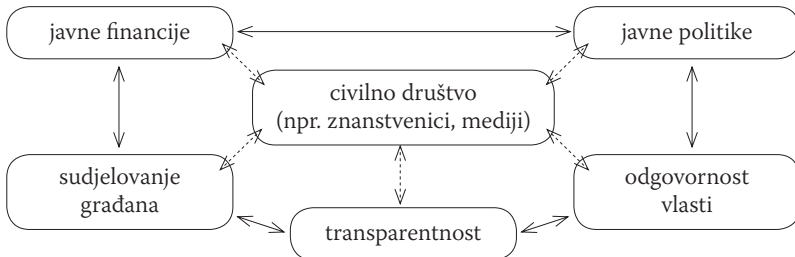 javne financije
javne politike
civilno društvo
(npr. znanstvenici, mediji)
sudjelovanje
građana
odgovornost
vlasti
transparentnost